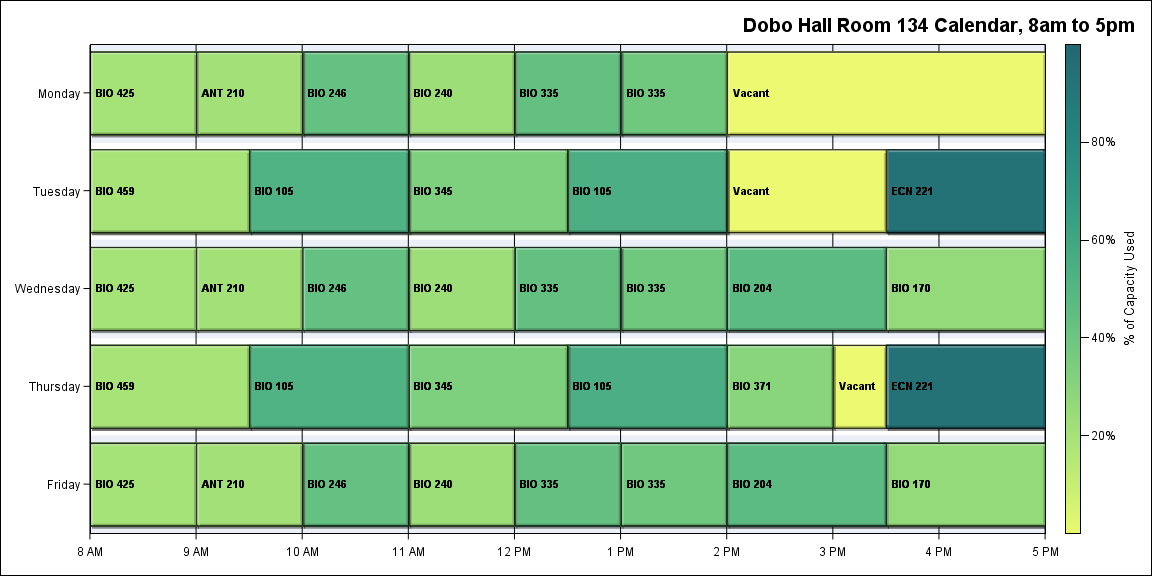 Dobo Hall Room 134 Calendar, 8am to 5pm
Monday
BIO 425
ANT 210
BIO 246
BIO 240
BIO 335
BIO 335
Vacant
Tuesday
BIO 459
BIO 105
BIO 345
BIO 105
Vacant
ECN 221
Wednesday
BIO 425
ANT 210
BIO 246
BIO 240
BIO 335
BIO 335
BIO 204
BIO 170
Thursday
BIO 459
BIO 105
BIO 345
BIO 105
BIO 371
Vacant
ECN 221
Friday
BIO 425
ANT 210
BIO 246
BIO 240
BIO 335
BIO 335
BIO 204
BIO 170
8 AM
9 AM
10 AM
11 AM
12 PM
1 PM
2 PM
3 PM
4 PM
5 PM
80%
60%
40%
20%
% of Capacity Used